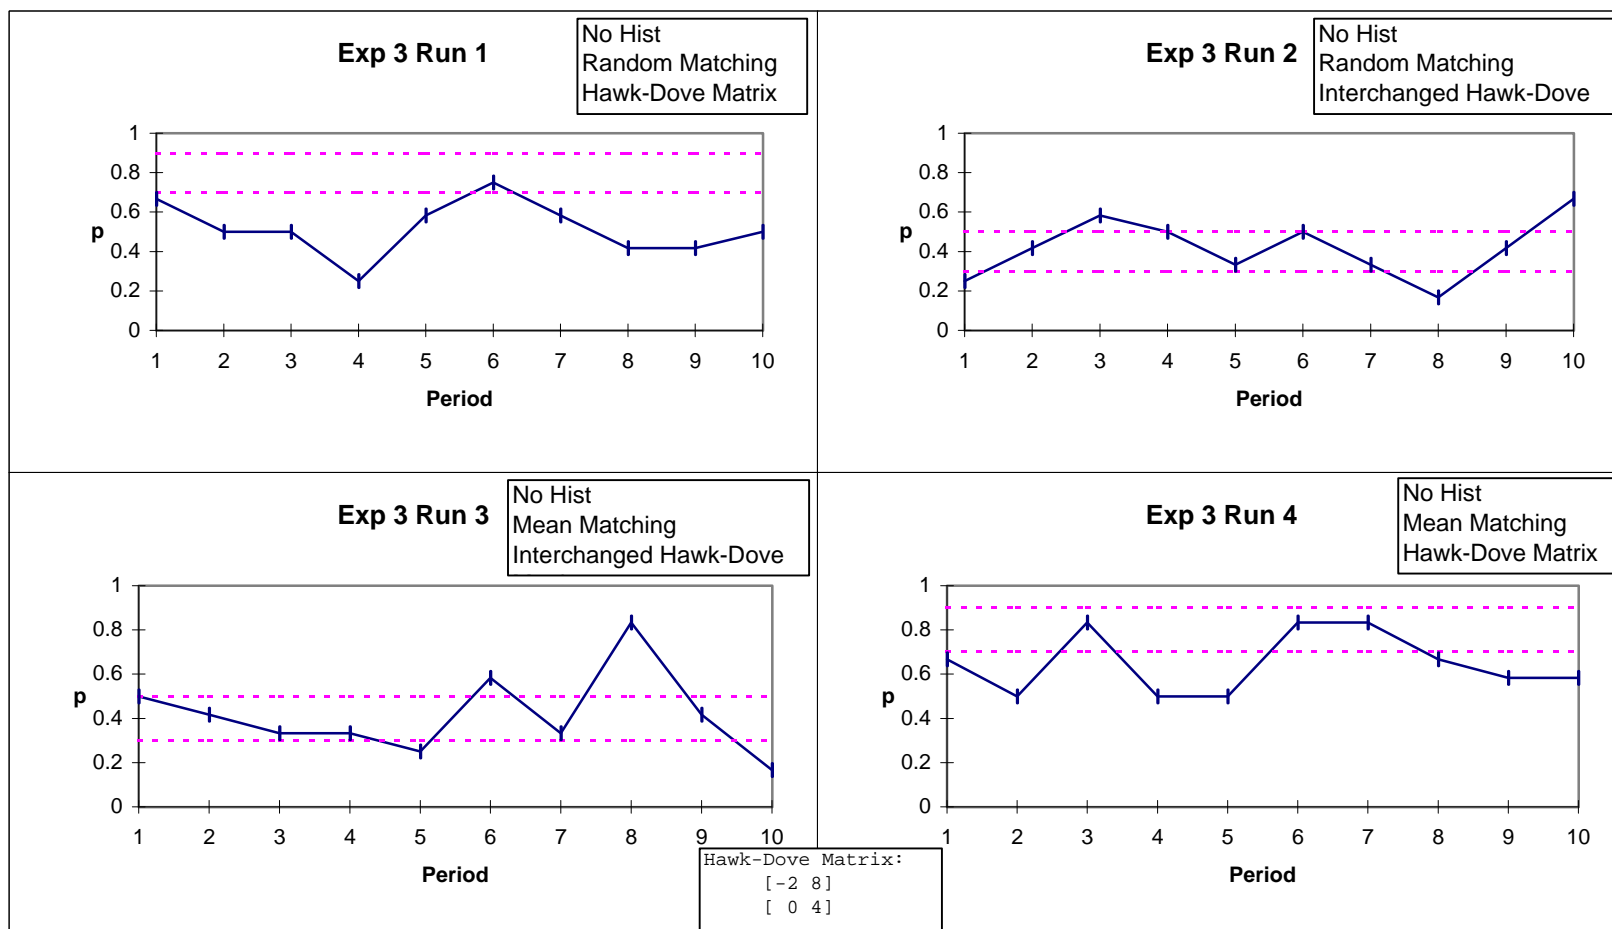 Exp 3 Run 1
No Hist
Random Matching
Hawk-Dove Matrix
1
0.8
0.6
0.4
0.2
0
p
1 2 3 4 5 6 7 8 9 10
Period
Exp 3 Run 2
No Hist
Random Matching
Interchanged Hawk-Dove
1
0.8
0.6
0.4
0.2
0
p
1 2 3 4 5 6 7 8 9 10
Period
Exp 3 Run 3
No Hist
Mean Matching
Interchanged Hawk-Dove
1
0.8
0.6
0.4
0.2
0
p
1 2 3 4 5 6 7 8 9 10
Period
Exp 3 Run 4
No Hist
Mean Matching
Hawk-Dove Matrix
1
0.8
0.6
0.4
0.2
0
p
1 2 3 4 5 6 7 8 9 10
Period
Hawk-Dove Matrix:
[-2 8]
[ 0 4]